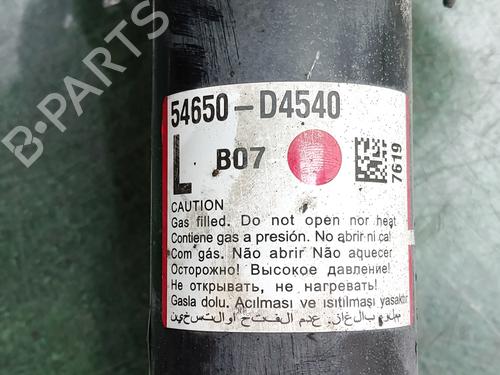 54650-D4540
L B07
7619
CAUTION
Gas filled. Do not open nor heat
Contiene gas a presión. No abrir ni cal
Com gás. Não abrir Não aquecer
Осторожно! Высокое давление!
Не открывать, не нагревать!
Gasla dolu. Açılması ve ısıtılması yasaktır
B-PARTS